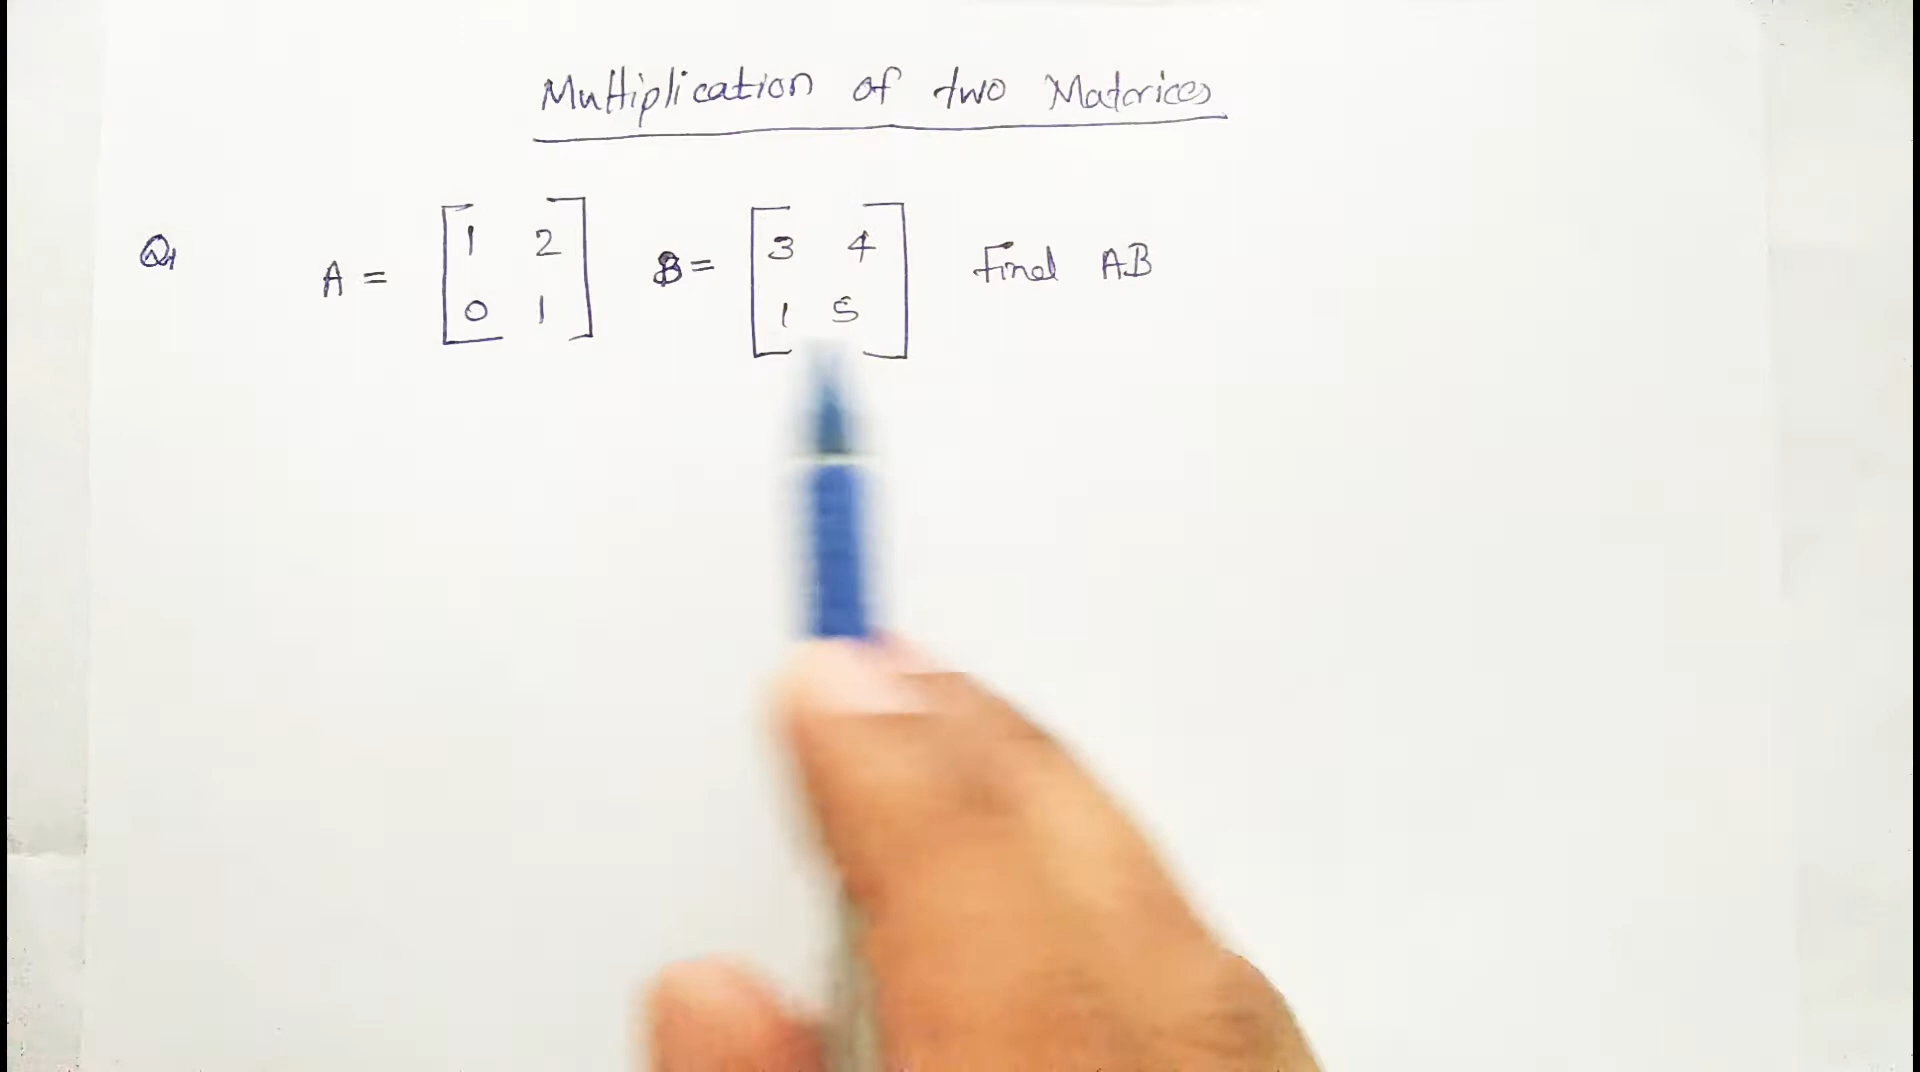 Multiplication of two Matrices
Q1 A = [1 2 B = [3 4 Find AB
0 1] 1 5]